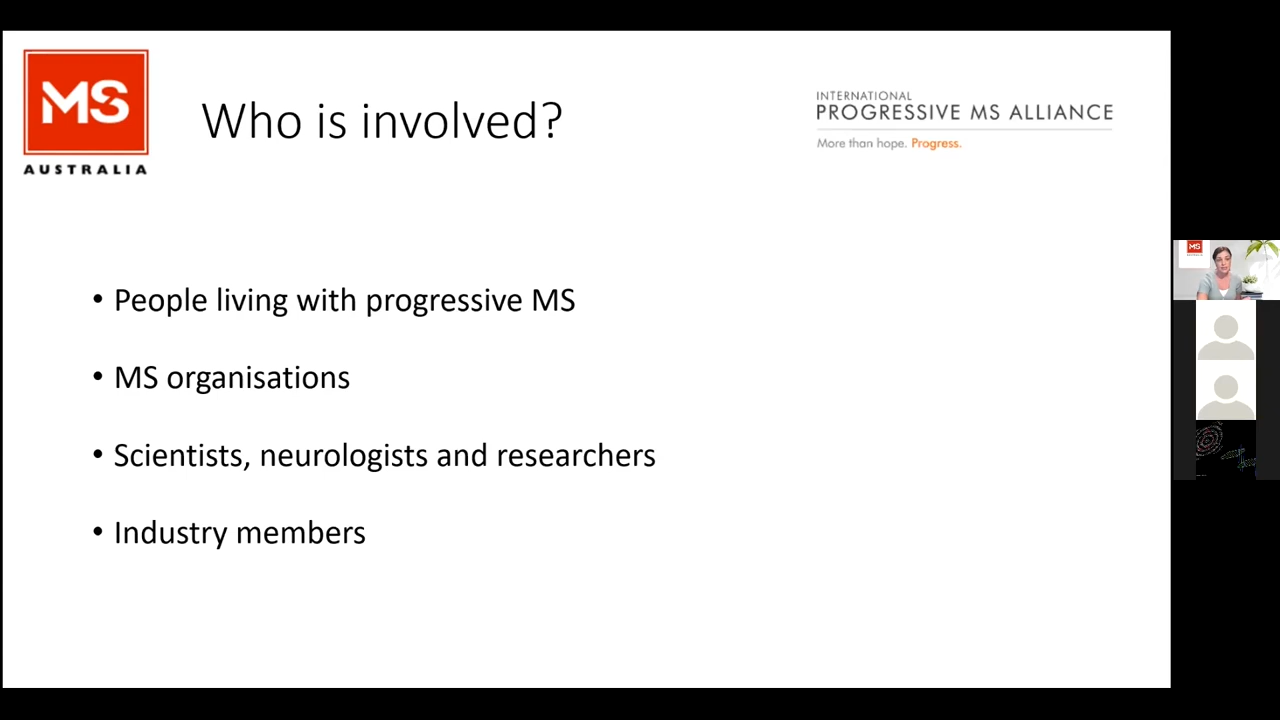 MS
AUSTRALIA
Who is involved?
INTERNATIONAL
PROGRESSIVE MS ALLIANCE
More than hope. Progress.
• People living with progressive MS
• MS organisations
• Scientists, neurologists and researchers
• Industry members
MS